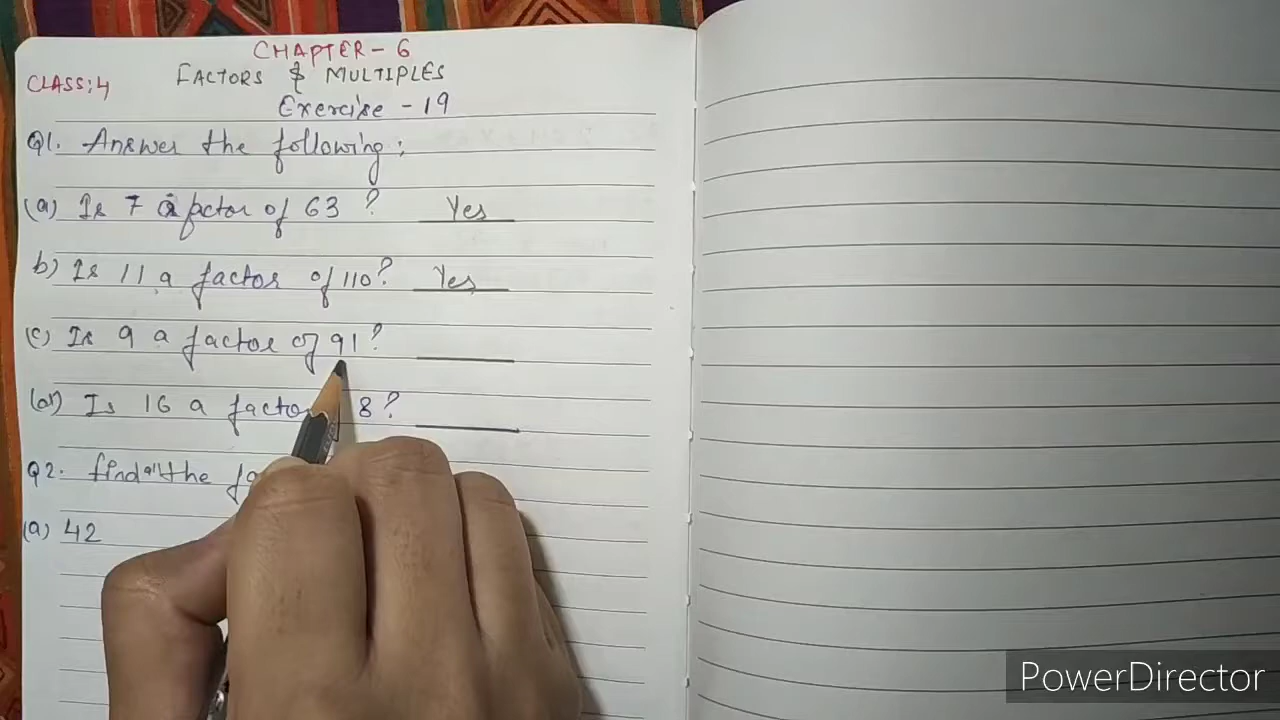 CHAPTER - 6
CLASS: 4 FACTORS & MULTIPLES
Exercise - 19
Q1. Answer the following:
(a) Is 7 a factor of 63 ? Yes
b) Is 11 a factor of 110? Yes
(c) Is 9 a factor of 91?
(d) Is 16 a 8?
Q2. find all the
(a) 42
PowerDirector